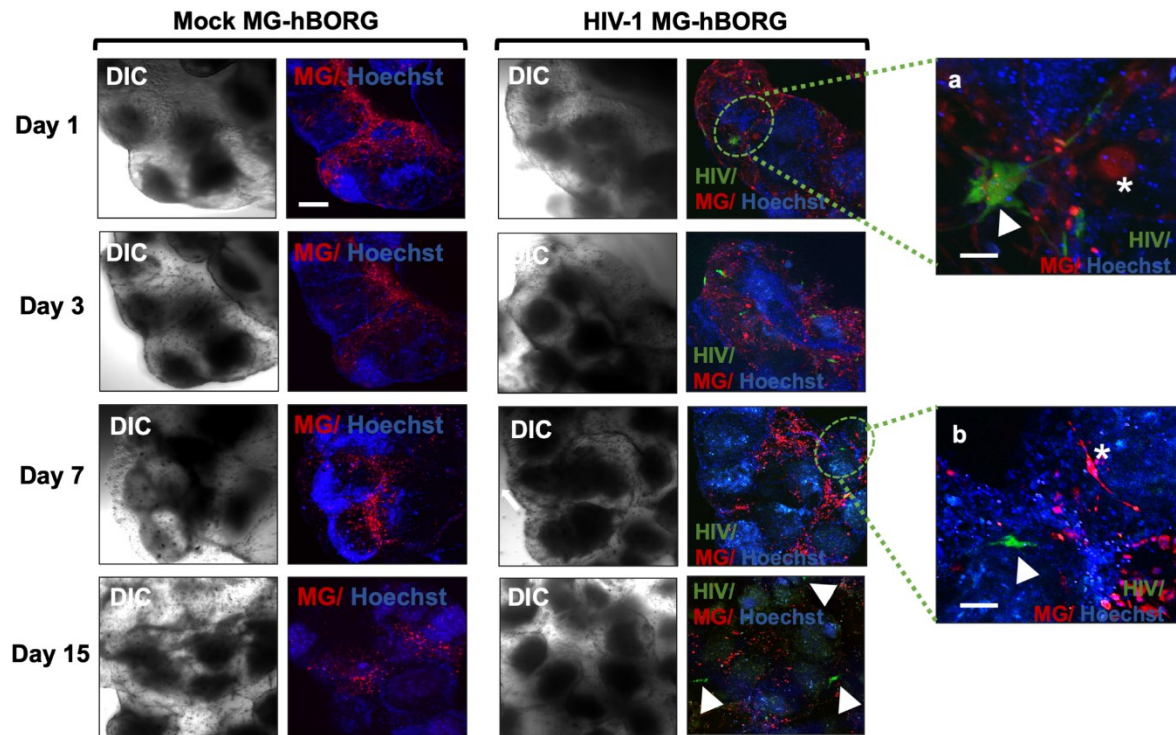 Mock MG-hBORG
HIV-1 MG-hBORG
Day 1
DIC
MG/ Hoechst
DIC
HIV/
MG/ Hoechst
a
*
HIV/
MG/ Hoechst
Day 3
DIC
MG/ Hoechst
DIC
HIV/
MG/ Hoechst
Day 7
DIC
MG/ Hoechst
DIC
HIV/
MG/ Hoechst
b
*
HIV/
MG/ Hoechst
Day 15
DIC
MG/ Hoechst
DIC
HIV/
MG/ Hoechst